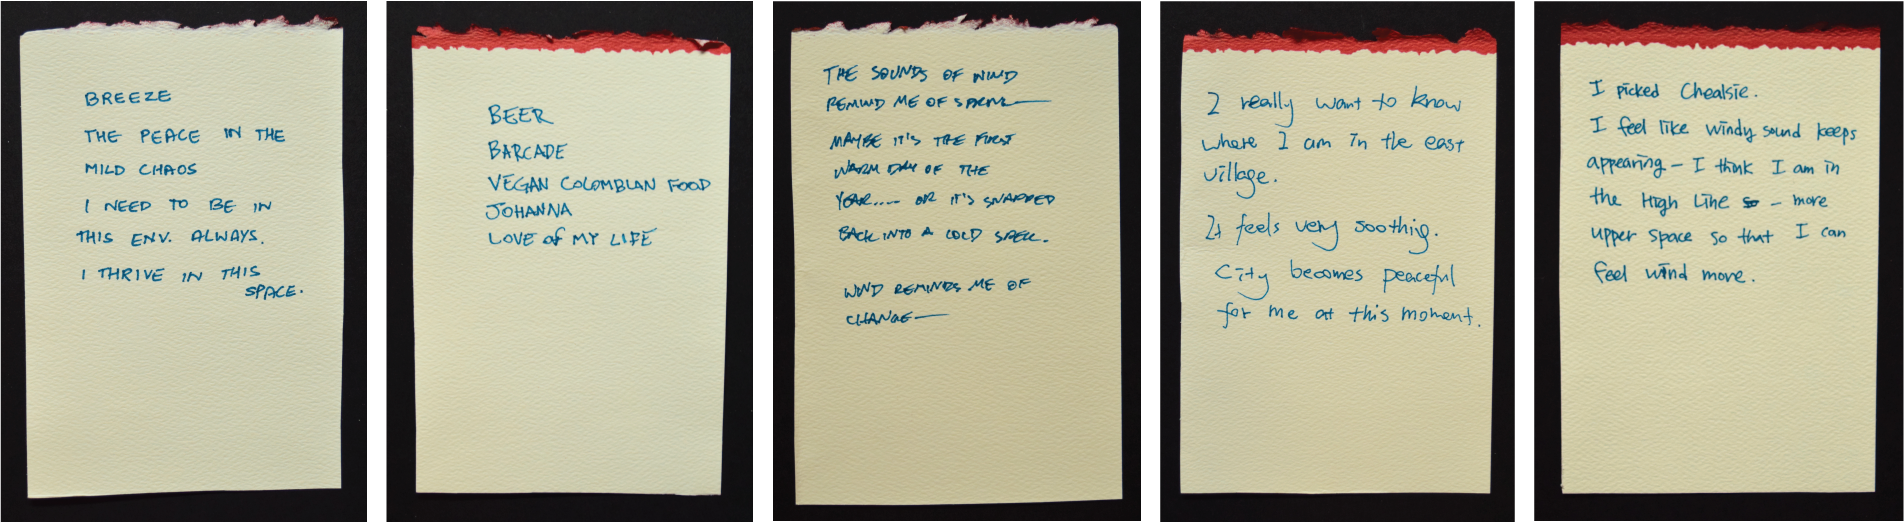 BREEZE
THE PEACE IN THE
MILD CHAOS
I NEED TO BE IN
THIS ENV. ALWAYS.
I THRIVE IN THIS
SPACE.
BEER
BARCADE
VEGAN COLOMBIAN FOOD
JOHANNA
LOVE of MY LIFE
THE SOUNDS OF WIND
REMIND ME OF SPRING—
MAYBE IT'S THE FIRST
WARM DAY OF THE
YEAR.... OR IT'S SNAPPED
BACK INTO A COLD SPELL.
WIND REMINDS ME OF
CHANGE—
I really want to know
where I am in the east
village.
It feels very soothing.
City becomes peaceful
for me at this moment.
I picked Chealsie.
I feel like windy sound keeps
appearing - I think I am in
the High Line - more
upper space so that I can
feel wind more.